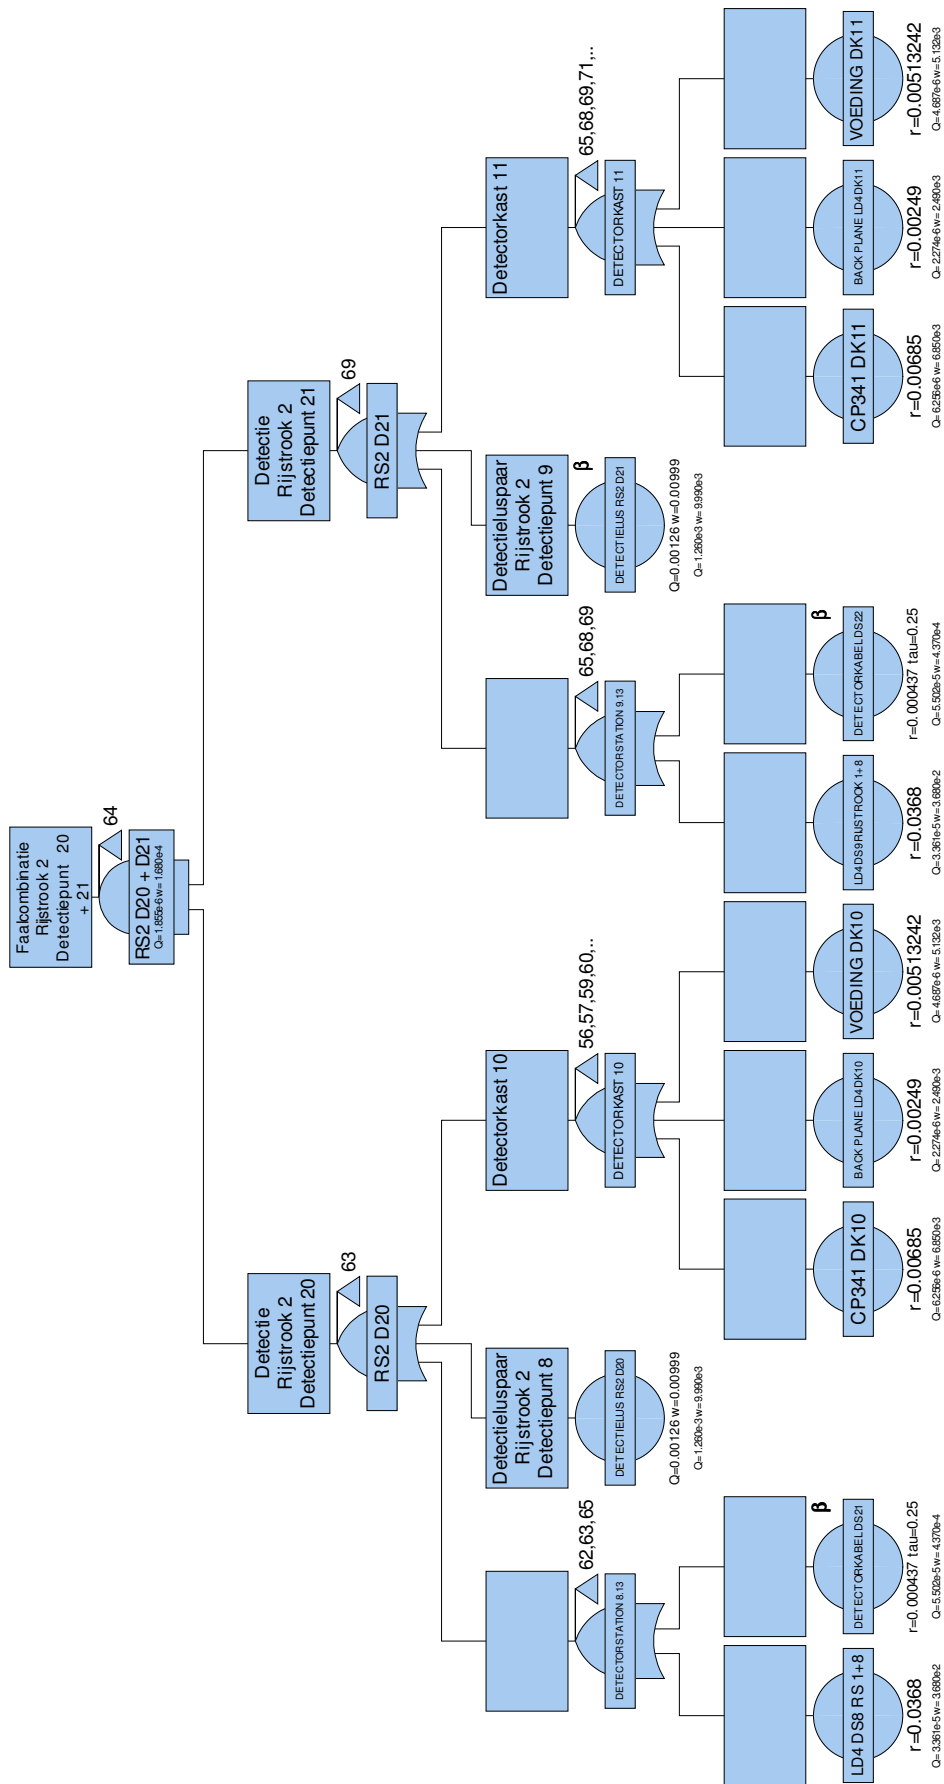 Faalcombinatie
Rijstrook 2
Detectiepunt 20
+ 21
64
RS2 D20 + D21
Q=1.855e-6 w=1.680e-4
Detectie
Rijstrook 2
Detectiepunt 20
63
RS2 D20
Detectie
Rijstrook 2
Detectiepunt 21
69
RS2 D21
62,63,65
DETECTORSTATION 8.13
Detectieluspaar
Rijstrook 2
Detectiepunt 8
DETECTIELUS RS2 D20
Q=0.00126 w=0.00999
Q=1.260e-3 w=9.990e-3
Detectorkast 10
56,57,59,60,..
DETECTORKAST 10
65,68,69
DETECTORSTATION 9.13
Detectieluspaar
Rijstrook 2
Detectiepunt 9
β
DETECTIELUS RS2 D21
Q=0.00126 w=0.00999
Q=1.260e-3 w=9.990e-3
Detectorkast 11
65,68,69,71,..
DETECTORKAST 11
LD4 DS8 RS 1+8
r=0.0368
Q=3.361e-5 w=3.680e-2
β
DETECTORKABEL DS21
r=0.000437 tau=0.25
Q=5.502e-5 w=4.370e-4
CP341 DK10
r=0.00685
Q=6.256e-6 w=6.850e-3
BACK PLANE LD4 DK10
r=0.00249
Q=2.274e-6 w=2.490e-3
VOEDING DK10
r=0.00513242
Q=4.687e-6 w=5.132e-3
LD4 DS9 RIJSTROOK 1+8
r=0.0368
Q=3.361e-5 w=3.680e-2
β
DETECTORKABEL DS22
r=0.000437 tau=0.25
Q=5.502e-5 w=4.370e-4
CP341 DK11
r=0.00685
Q=6.256e-6 w=6.850e-3
BACK PLANE LD4 DK11
r=0.00249
Q=2.274e-6 w=2.490e-3
VOEDING DK11
r=0.00513242
Q=4.687e-6 w=5.132e-3